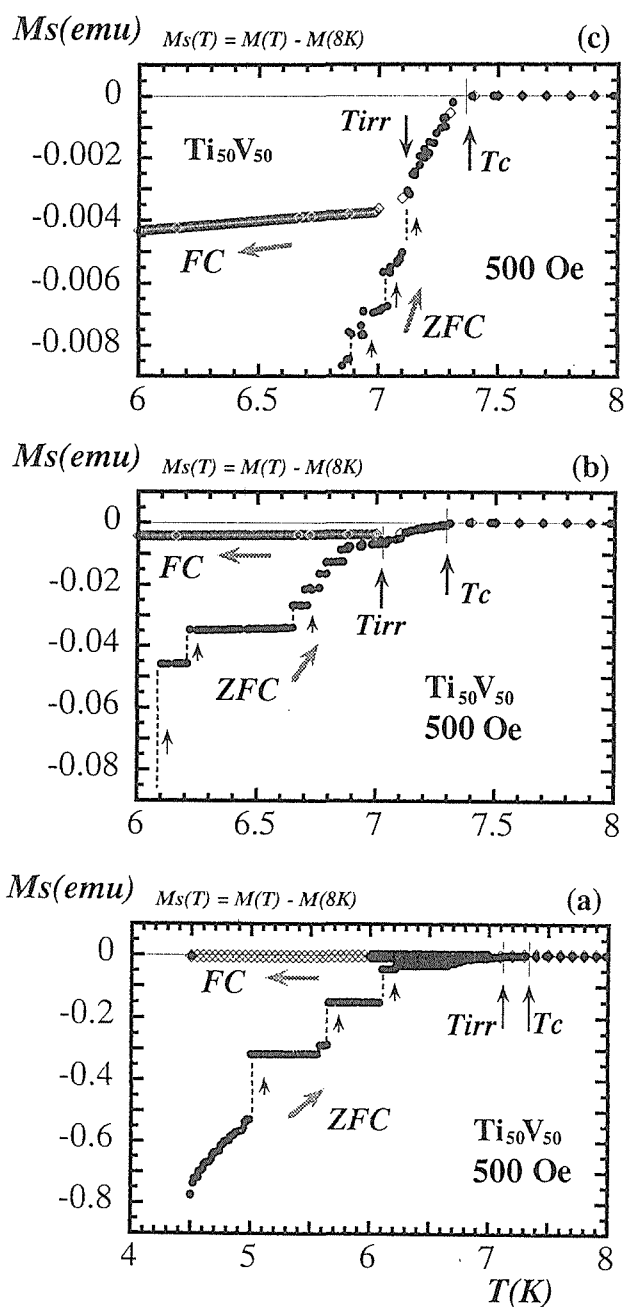 Ms(emu) Ms(T) = M(T) - M(8K) (c)
0
-0.002
-0.004
-0.006
-0.008
Ti50V50
Tirr
Tc
FC
500 Oe
ZFC
6 6.5 7 7.5 8
Ms(emu) Ms(T) = M(T) - M(8K) (b)
0
-0.02
-0.04
-0.06
-0.08
FC
Tirr
Tc
ZFC
Ti50V50
500 Oe
6 6.5 7 7.5 8
Ms(emu) Ms(T) = M(T) - M(8K) (a)
0
-0.2
-0.4
-0.6
-0.8
FC
Tirr
Tc
ZFC
Ti50V50
500 Oe
4 5 6 7 8
T(K)